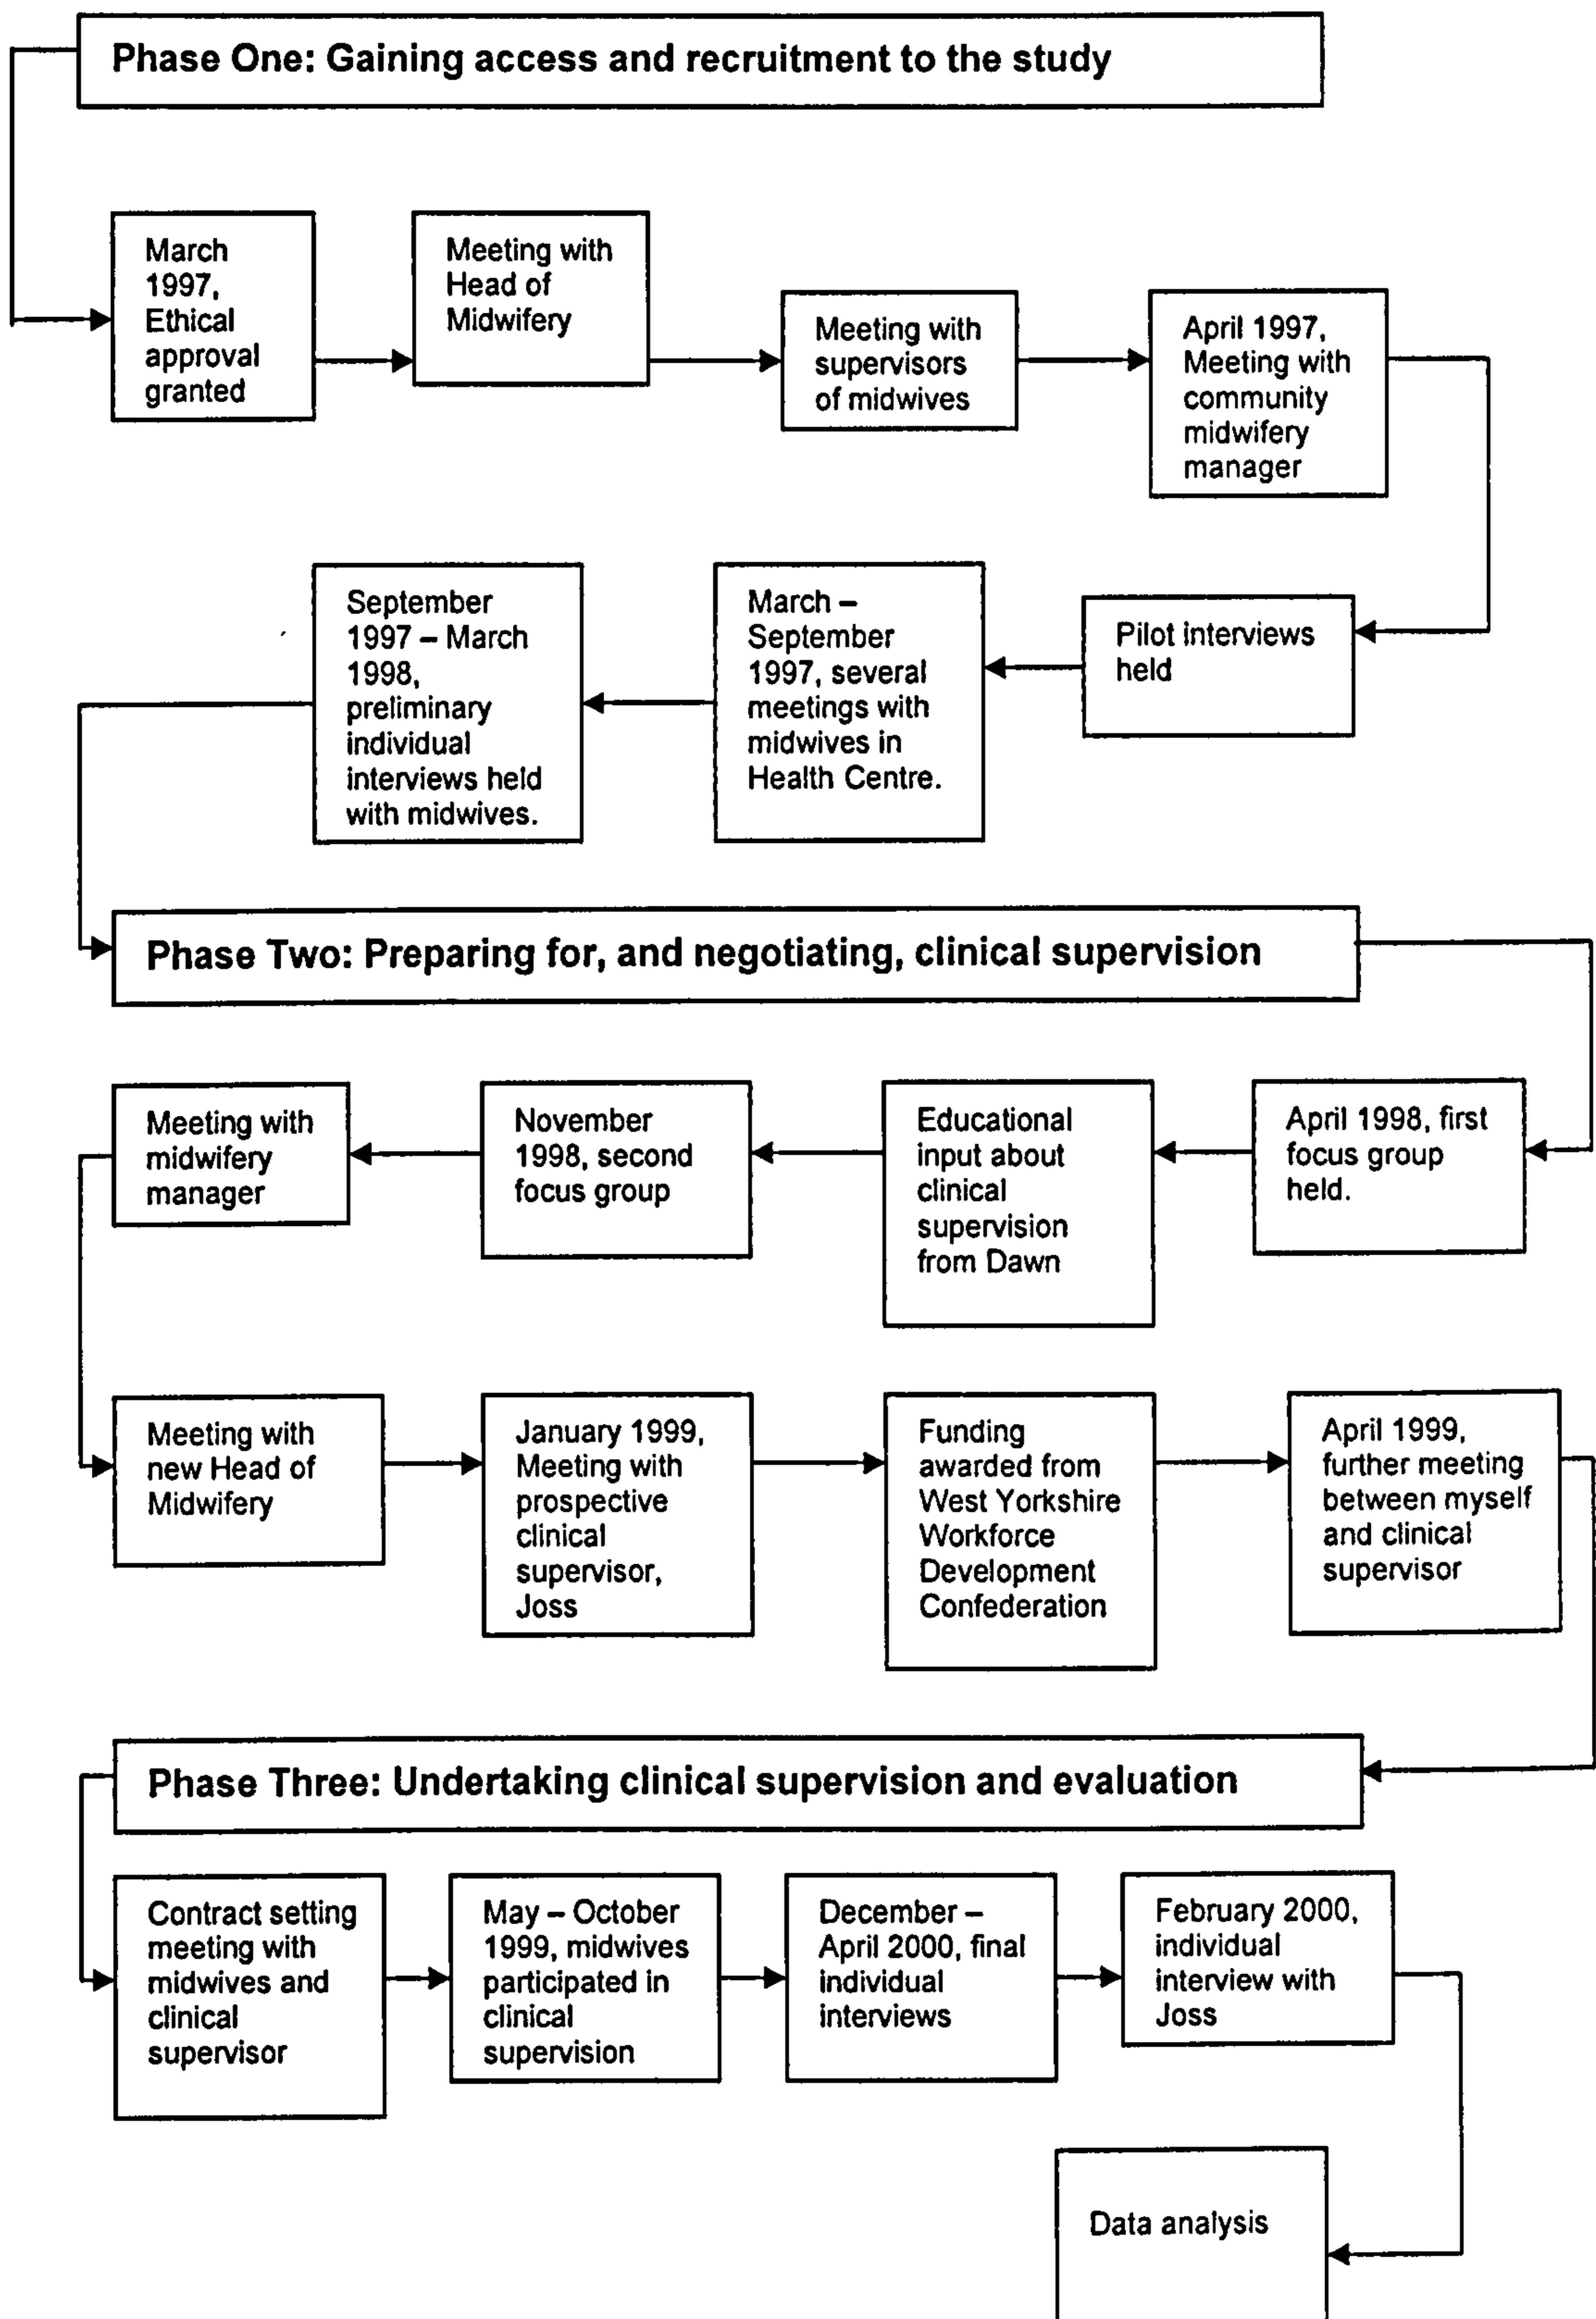 Phase One: Gaining access and recruitment to the study
March
1997,
Ethical
approval
granted
Meeting with
Head of
Midwifery
Meeting with
supervisors
of midwives
April 1997,
Meeting with
community
midwifery
manager
Pilot interviews
held
March –
September
1997, several
meetings with
midwives in
Health Centre.
September
1997 – March
1998,
preliminary
individual
interviews held
with midwives.
Phase Two: Preparing for, and negotiating, clinical supervision
April 1998, first
focus group
held.
Educational
input about
clinical
supervision
from Dawn
November
1998, second
focus group
Meeting with
midwifery
manager
Meeting with
new Head of
Midwifery
January 1999,
Meeting with
prospective
clinical
supervisor,
Joss
Funding
awarded from
West Yorkshire
Workforce
Development
Confederation
April 1999,
further meeting
between myself
and clinical
supervisor
Phase Three: Undertaking clinical supervision and evaluation
Contract setting
meeting with
midwives and
clinical
supervisor
May – October
1999, midwives
participated in
clinical
supervision
December –
April 2000, final
individual
interviews
February 2000,
individual
interview with
Joss
Data analysis